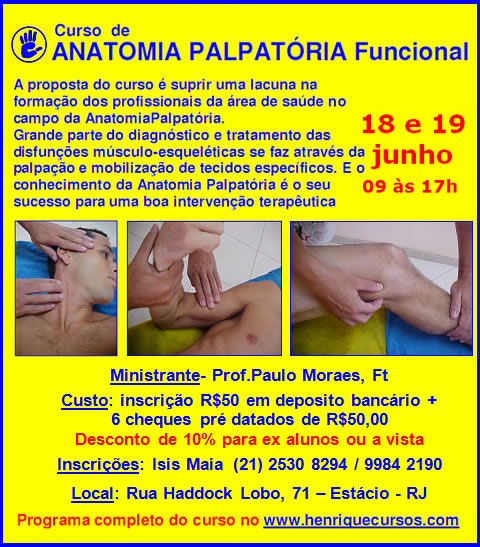 Curso de
ANATOMIA PALPATÓRIA Funcional
A proposta do curso é suprir uma lacuna na
formação dos profissionais da área de saúde no
campo da AnatomiaPalpatória.
Grande parte do diagnóstico e tratamento das
disfunções músculo-esqueléticas se faz através da
palpação e mobilização de tecidos específicos. E o
conhecimento da Anatomia Palpatória é o seu
sucesso para uma boa intervenção terapêutica
18 e 19
junho
09 às 17h
Ministrante- Prof.Paulo Moraes, Ft
Custo: inscrição R$50 em deposito bancário +
6 cheques pré datados de R$50,00
Desconto de 10% para ex alunos ou a vista
Inscrições: Isis Maia (21) 2530 8294 / 9984 2190
Local: Rua Haddock Lobo, 71 – Estácio - RJ
Programa completo do curso no www.henriquecursos.com